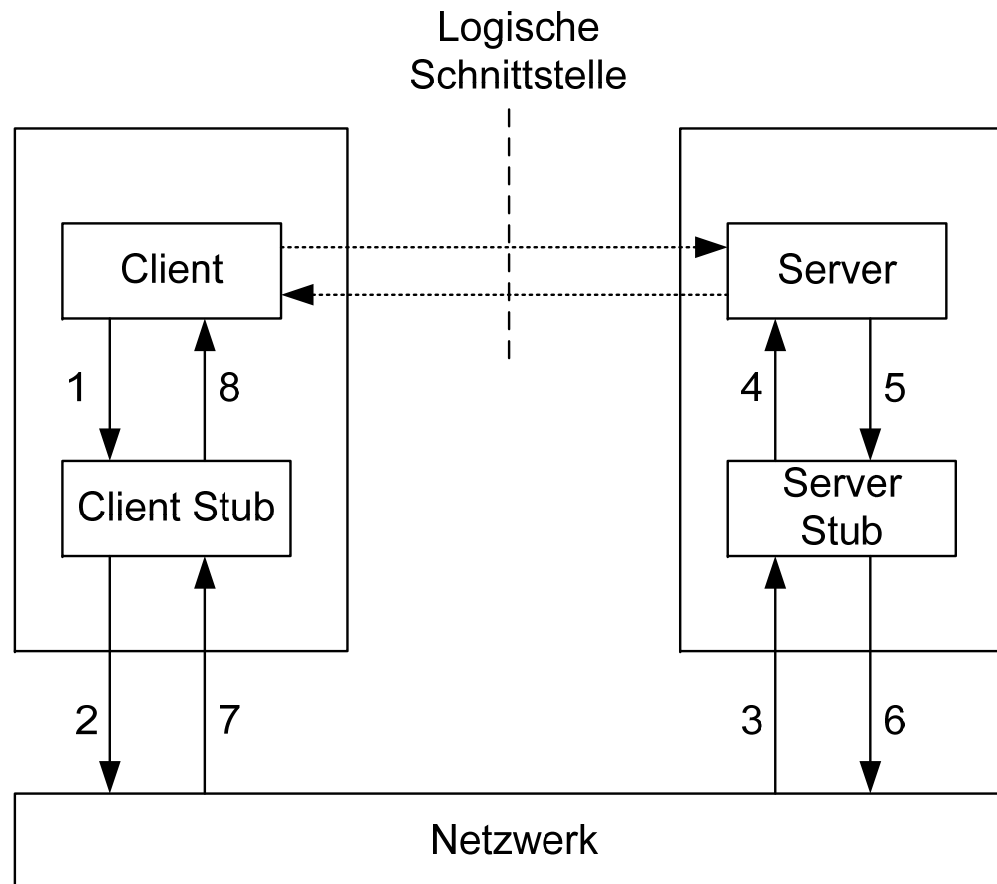 Logische
Schnittstelle
Client
Server
1
8
4
5
Client Stub
Server
Stub
2
7
3
6
Netzwerk